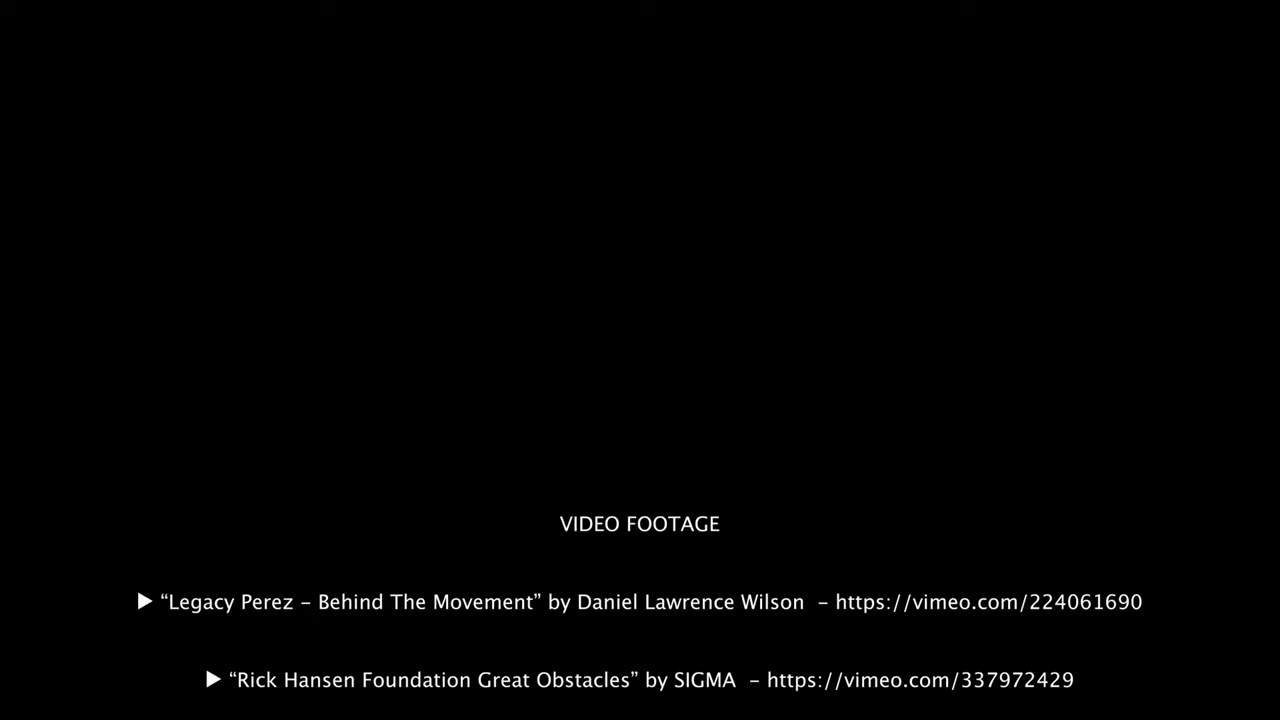 VIDEO FOOTAGE
▶ “Legacy Perez – Behind The Movement” by Daniel Lawrence Wilson – https://vimeo.com/224061690
▶ “Rick Hansen Foundation Great Obstacles” by SIGMA – https://vimeo.com/337972429